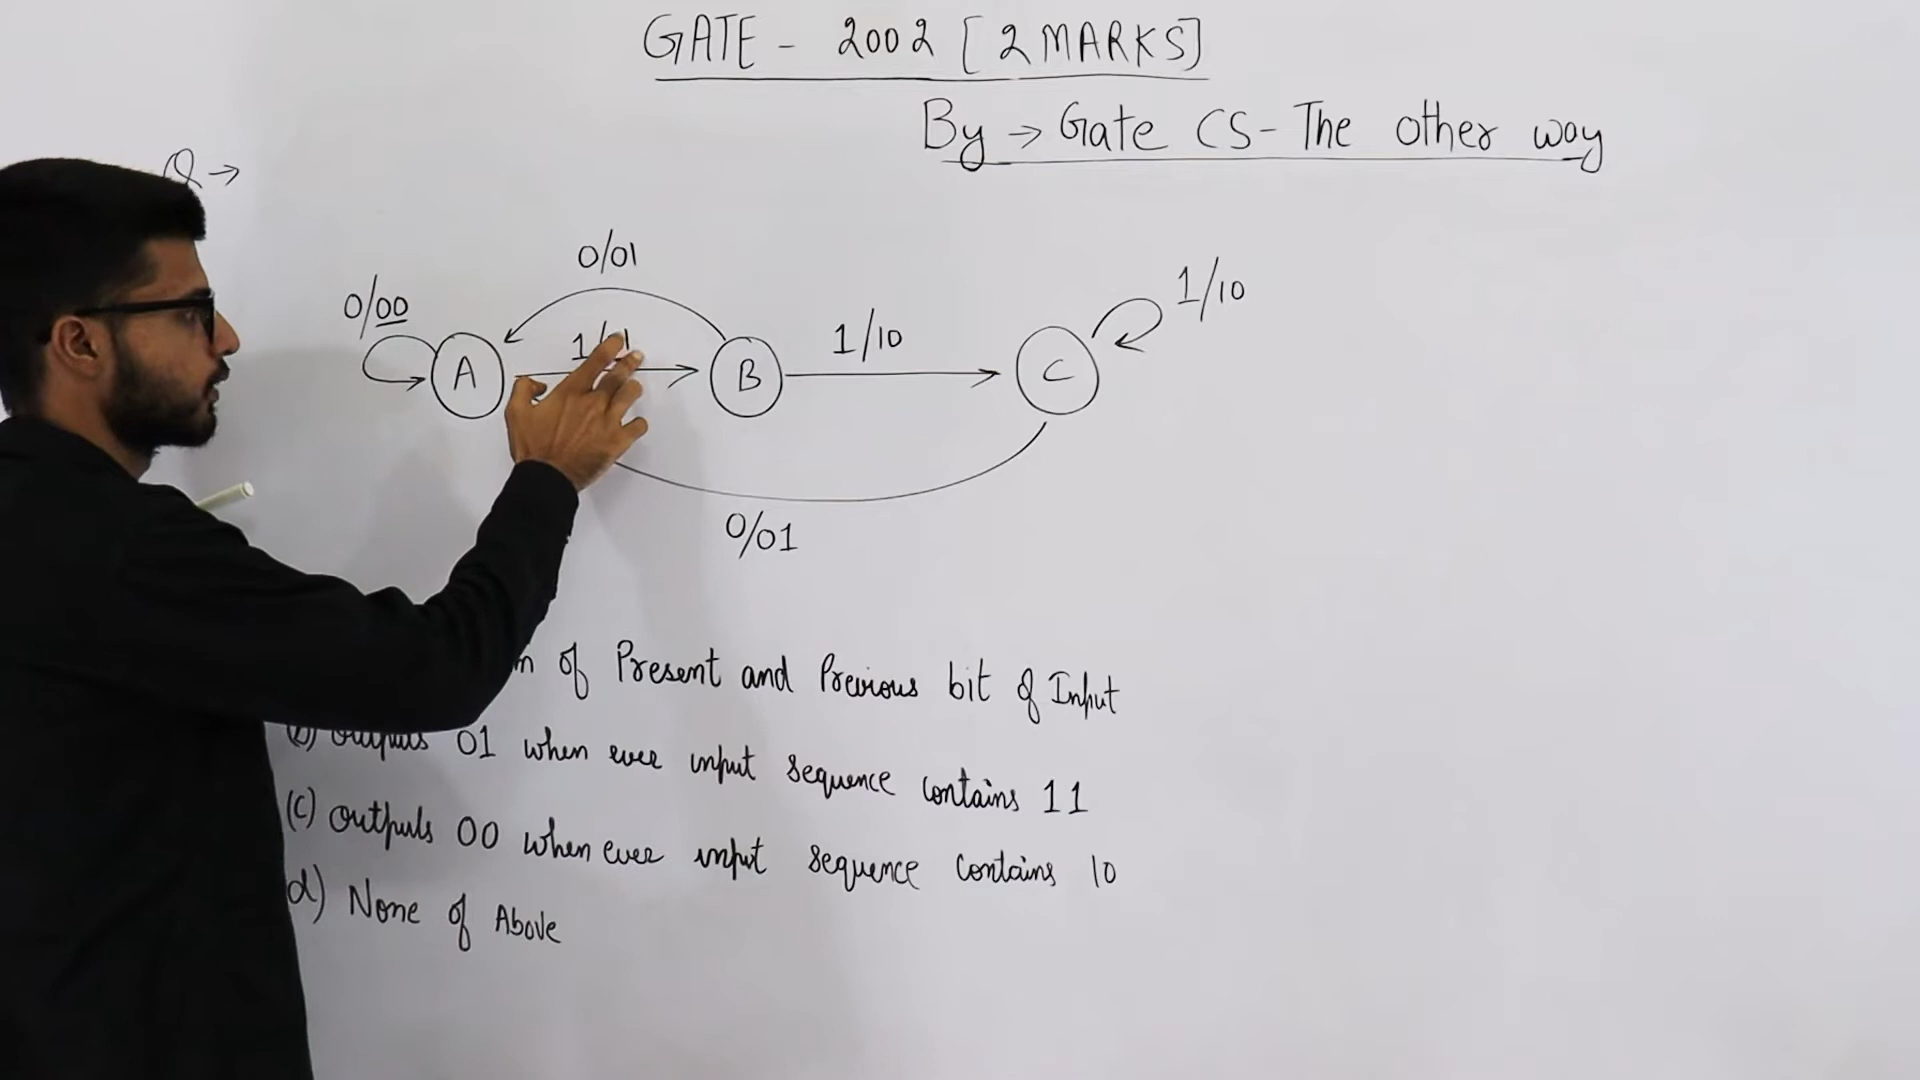 GATE - 2002 [2 MARKS]
By → Gate CS - The other way
Q →
0/01
1/10
0/00
1/10
A
B
C
0/01
of Present and Previous bit of Input
(b) outputs 01 when ever input sequence contains 11
(c) outputs 00 when ever input sequence contains 10
d) None of Above